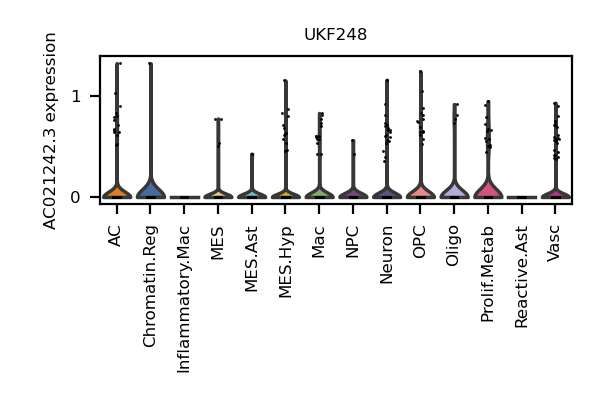 UKF248
AC021242.3 expression
1
0
AC
Chromatin.Reg
Inflammatory.Mac
MES
MES.Ast
MES.Hyp
Mac
NPC
Neuron
OPC
Oligo
Prolif.Metab
Reactive.Ast
Vasc